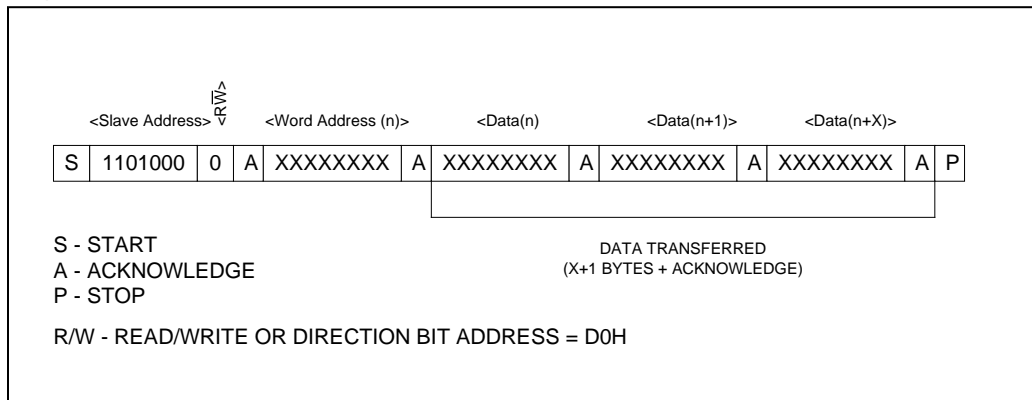 <R/W>
<Slave Address> <Word Address (n)> <Data(n) <Data(n+1)> <Data(n+X)>
S 1101000 0 A XXXXXXXX A XXXXXXXX A XXXXXXXX A XXXXXXXX A P
S - START
A - ACKNOWLEDGE
P - STOP
DATA TRANSFERRED
(X+1 BYTES + ACKNOWLEDGE)
R/W - READ/WRITE OR DIRECTION BIT ADDRESS = D0H